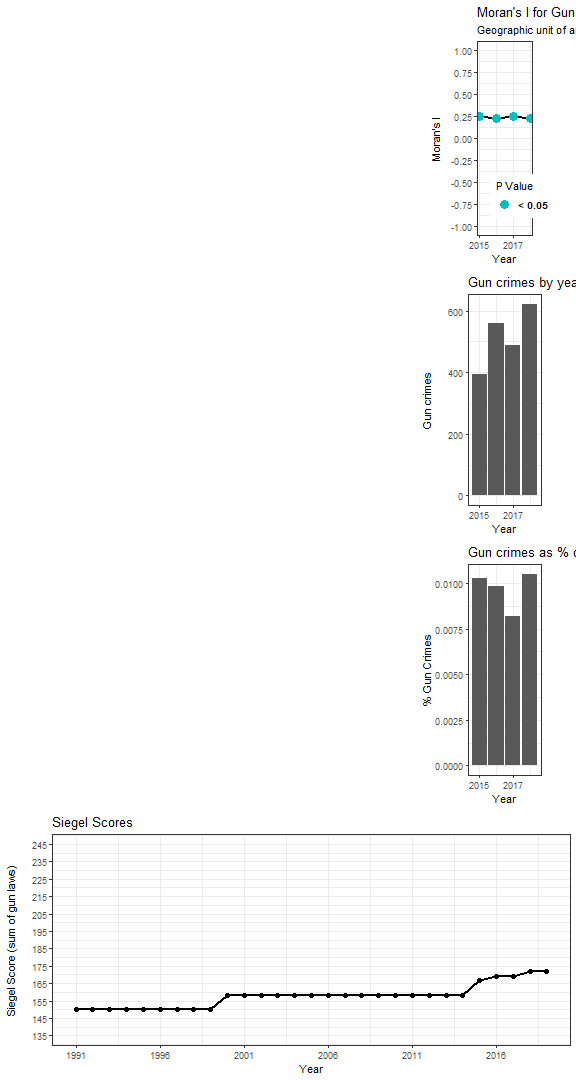 Moran's I for Gun
Geographic unit of a
1.00
0.75
0.50
0.25
0.00
-0.25
-0.50
-0.75
-1.00
Moran's I
P Value
< 0.05
2015 2017
Year
Gun crimes by yea
600
400
200
0
Gun crimes
2015 2017
Year
Gun crimes as %
0.0100
0.0075
0.0050
0.0025
0.0000
% Gun Crimes
2015 2017
Year
Siegel Scores
245
235
225
215
205
195
185
175
165
155
145
135
Siegel Score (sum of gun laws)
1991 1996 2001 2006 2011 2016
Year